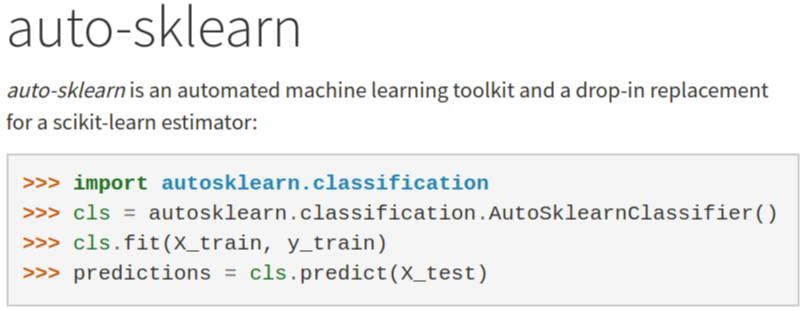 auto-sklearn
auto-sklearn is an automated machine learning toolkit and a drop-in replacement
for a scikit-learn estimator:
>>> import autosklearn.classification
>>> cls = autosklearn.classification.AutoSklearnClassifier()
>>> cls.fit(X_train, y_train)
>>> predictions = cls.predict(X_test)